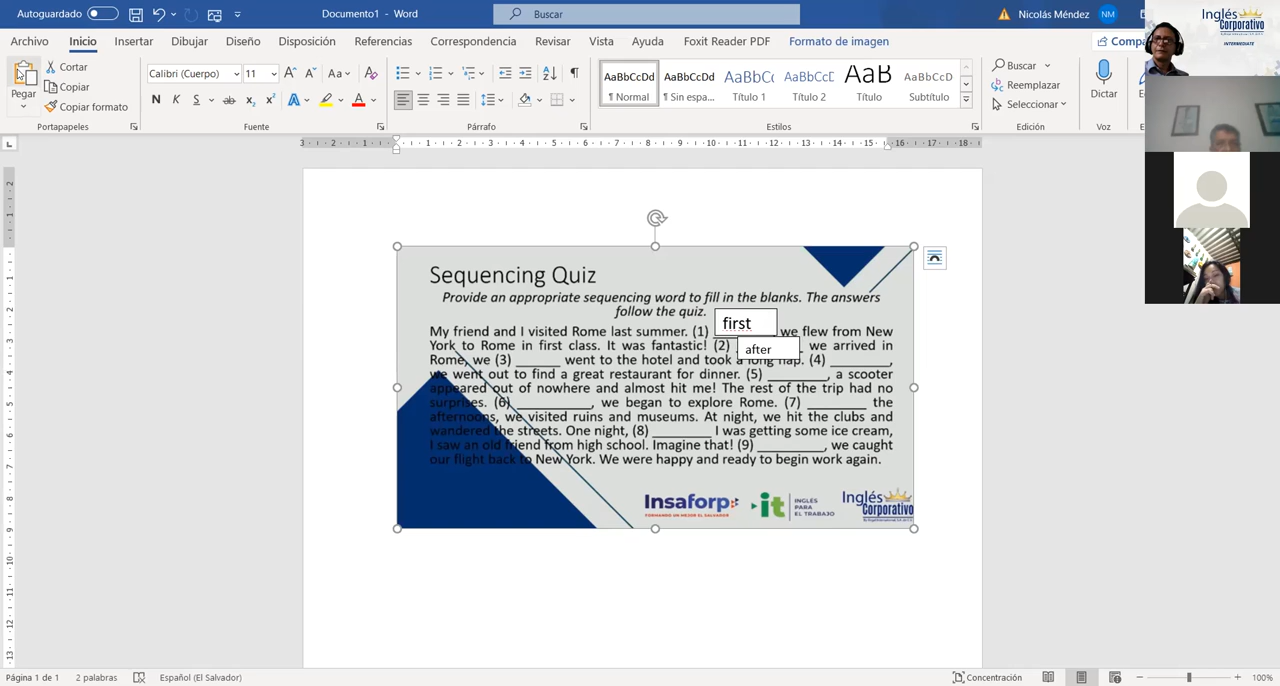 Autoguardado
Documento1 - Word
Buscar
Nicolás Méndez
NM
Archivo Inicio Insertar Dibujar Diseño Disposición Referencias Correspondencia Revisar Vista Ayuda Foxit Reader PDF Formato de imagen
Pegar
Cortar
Copiar
Copiar formato
Portapapeles
Calibri (Cuerpo) 11
N K S ab x₂ x²
Fuente
Párrafo
AaBbCcDd AaBbCcDd AaBbCc AaBbCcD AaB AaBbCcD
¶ Normal ¶ Sin espa... Título 1 Título 2 Título Subtítulo
Estilos
Buscar
Reemplazar
Seleccionar
Edición
Dictar
Voz
Inglés
Corporativo
INTERMEDIATE
Sequencing Quiz
Provide an appropriate sequencing word to fill in the blanks. The answers
follow the quiz.
first
My friend and I visited Rome last summer. (1) we flew from New
York to Rome in first class. It was fantastic! (2) after we arrived in
Rome, we (3) ______ went to the hotel and took a long nap. (4) ________,
we went out to find a great restaurant for dinner. (5) ________, a scooter
appeared out of nowhere and almost hit me! The rest of the trip had no
surprises. (6) __________, we began to explore Rome. (7) ________ the
afternoons, we visited ruins and museums. At night, we hit the clubs and
wandered the streets. One night, (8) ________ I was getting some ice cream,
I saw an old friend from high school. Imagine that! (9) _________, we caught
our flight back to New York. We were happy and ready to begin work again.
Insaforp
FORMANDO UN MEJOR EL SALVADOR
it
INGLÉS
PARA
EL TRABAJO
Inglés
Corporativo
Página 1 de 1 2 palabras Español (El Salvador)
Concentración
100%